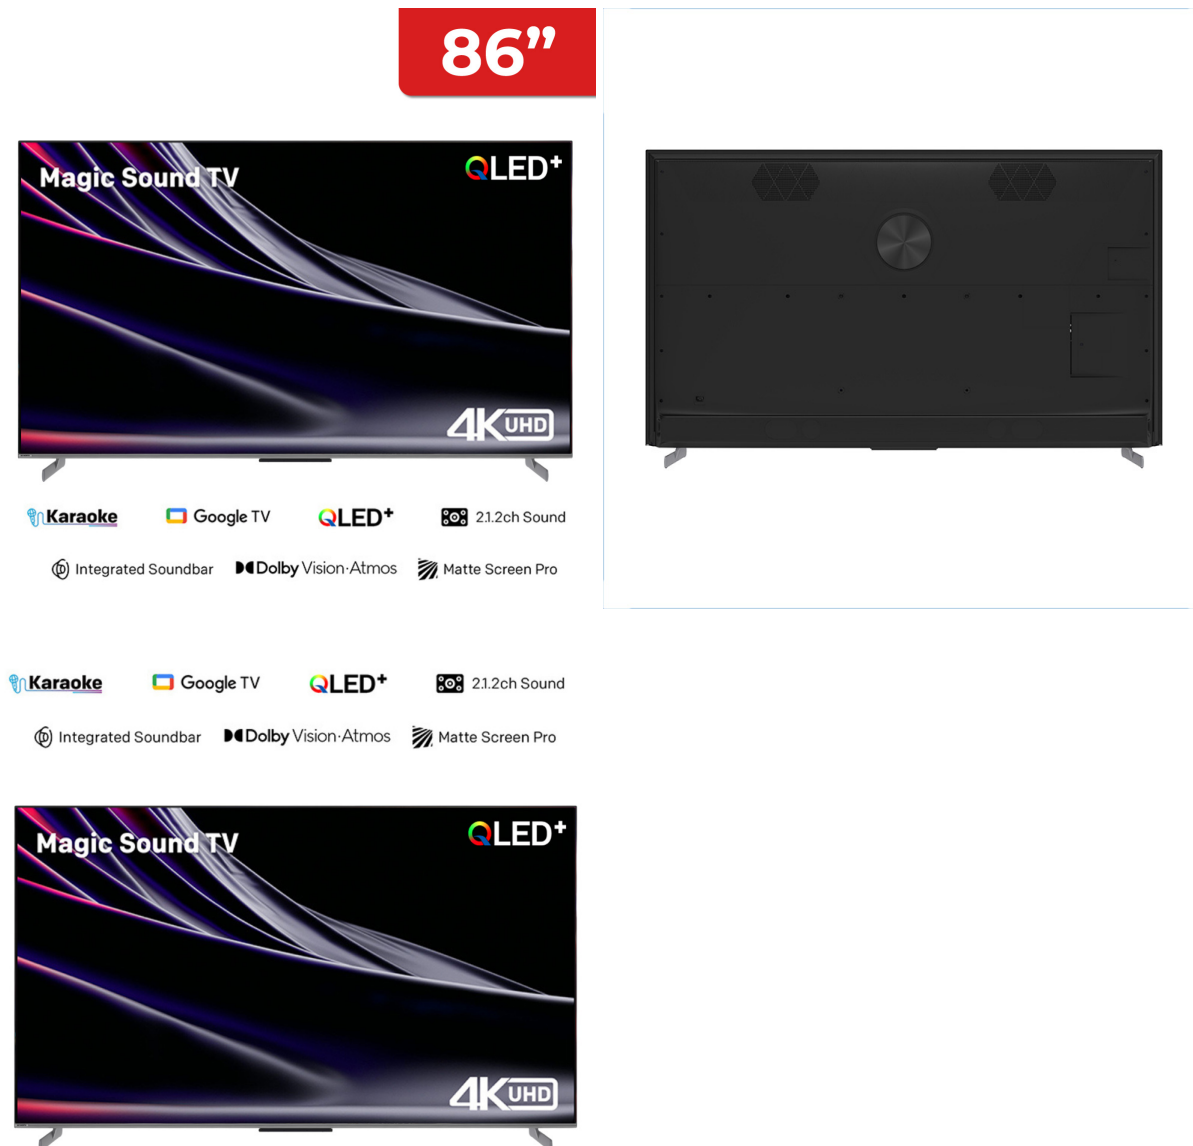 86”
Magic Sound TV
QLED+
4K UHD
Karaoke
Google TV
QLED+
2.1.2ch Sound
Integrated Soundbar
Dolby Vision·Atmos
Matte Screen Pro
Karaoke
Google TV
QLED+
2.1.2ch Sound
Integrated Soundbar
Dolby Vision·Atmos
Matte Screen Pro
Magic Sound TV
QLED+
4K UHD